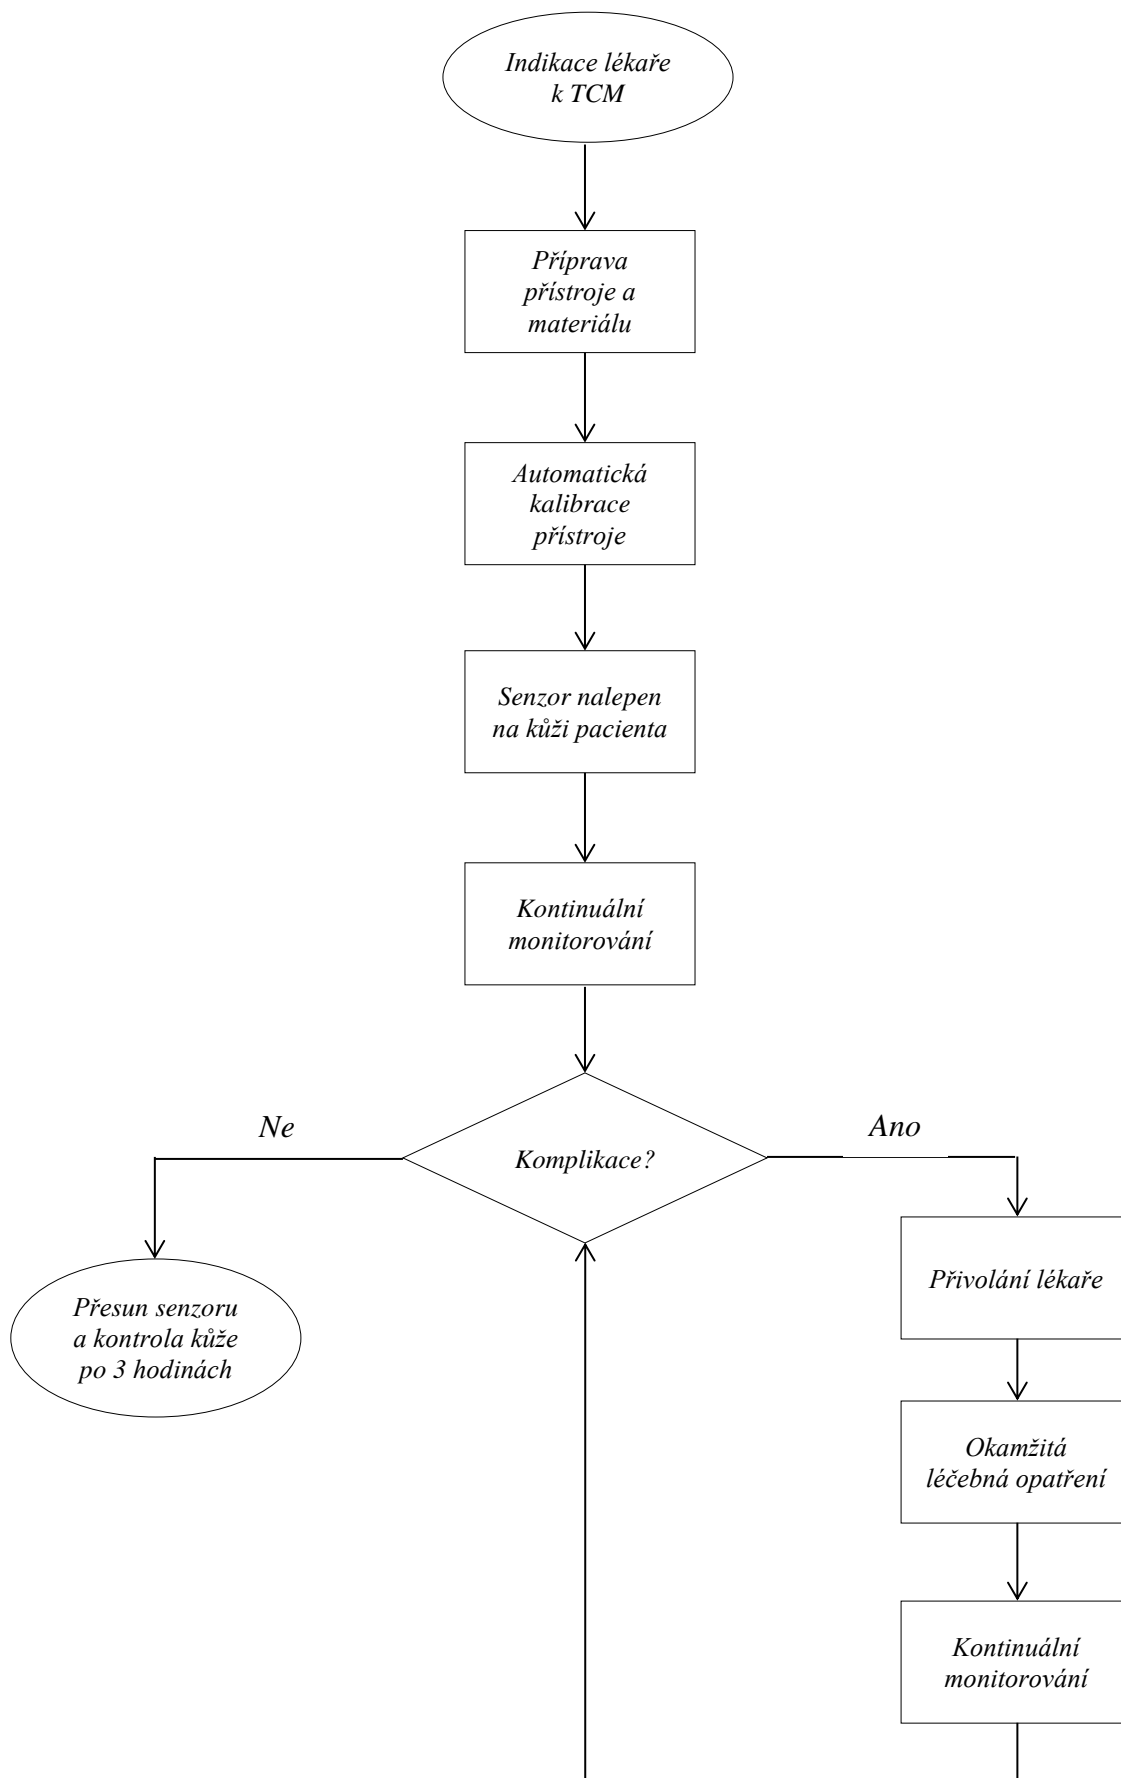 Indikace lékaře
k TCM
Příprava
přístroje a
materiálu
Automatická
kalibrace
přístroje
Senzor nalepen
na kůži pacienta
Kontinuální
monitorování
Ne
Komplikace?
Ano
Přesun senzoru
a kontrola kůže
po 3 hodinách
Přivolání lékaře
Okamžitá
léčebná opatření
Kontinuální
monitorování